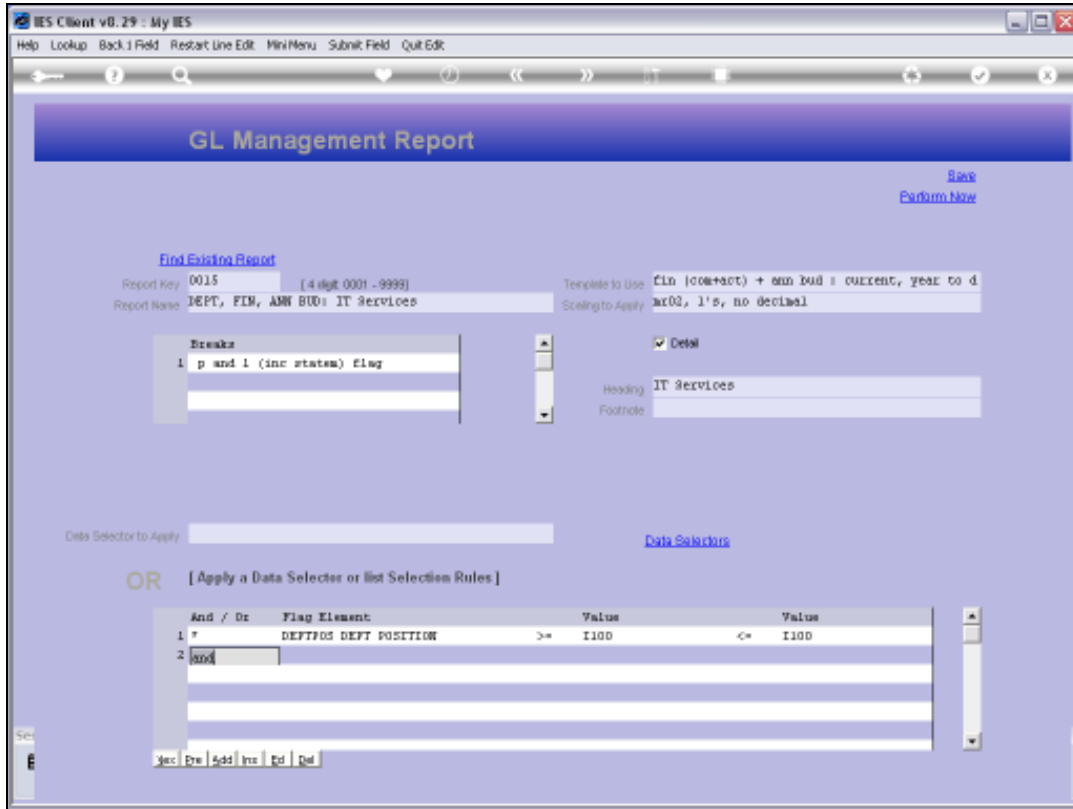 IES Client v8.29 : My IES
Help Lookup Back 1 Field Restart Line Edit MiniMenu Submit Field Quit Edit
GL Management Report
Save
Perform Now
Find Existing Report
Report Key 0015 [ 4 digit: 0001 - 9999]
Template to Use fin (com+act) + ann bud : current, year to d
Report Name DEPT, FIN, ANN BUD: IT Services
Scaling to Apply mr02, 1's, no decimal
Breaks
1 p and l (inc statem) flag
Detail
Heading IT Services
Footnote
Data Selector to Apply
Data Selectors
OR [ Apply a Data Selector or list Selection Rules ]
And / Or Flag Element Value Value
1 * DEPTPOS DEPT POSITION >= I100 <= I100
2 and
Nex Pre Add Ins Ed Del